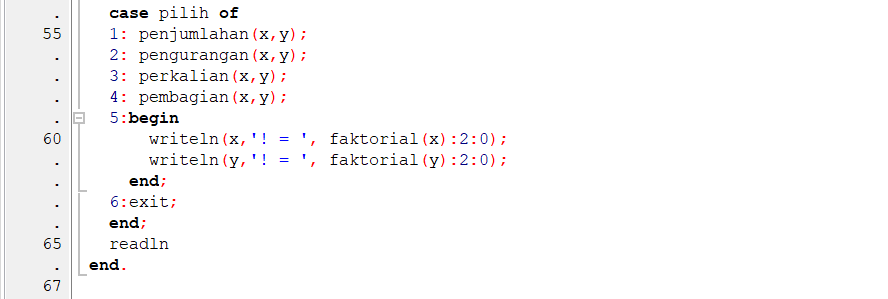 . case pilih of
55 1: penjumlahan(x,y);
. 2: pengurangan(x,y);
. 3: perkalian(x,y);
. 4: pembagian(x,y);
. 5:begin
60 writeln(x,'! = ', faktorial(x):2:0);
. writeln(y,'! = ', faktorial(y):2:0);
. end;
. 6:exit;
. end;
65 readln
. end.
67